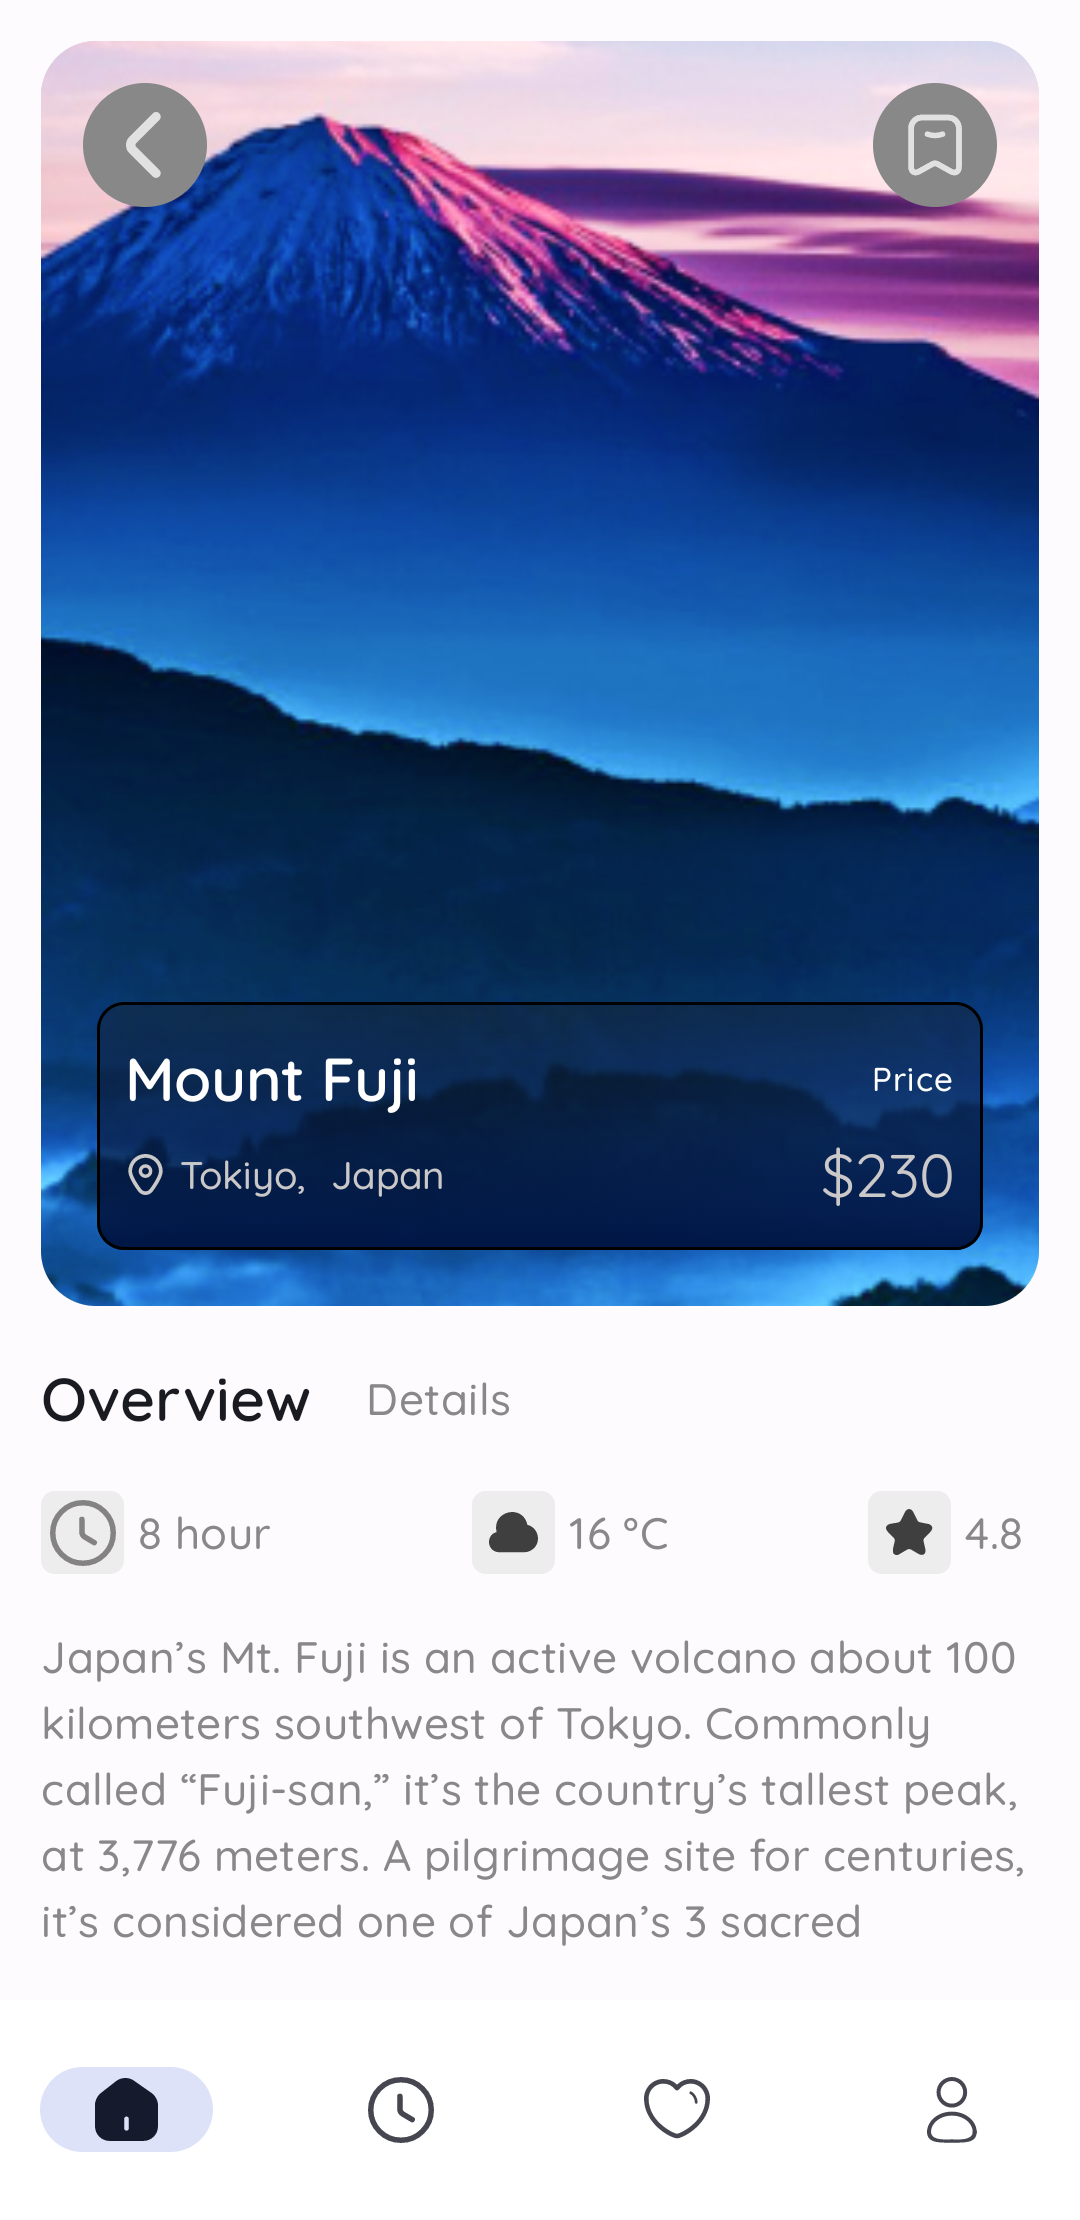 Mount Fuji
Price
Tokiyo, Japan
$230
Overview Details
8 hour 16 °C 4.8
Japan’s Mt. Fuji is an active volcano about 100
kilometers southwest of Tokyo. Commonly
called “Fuji-san,” it’s the country’s tallest peak,
at 3,776 meters. A pilgrimage site for centuries,
it’s considered one of Japan’s 3 sacred